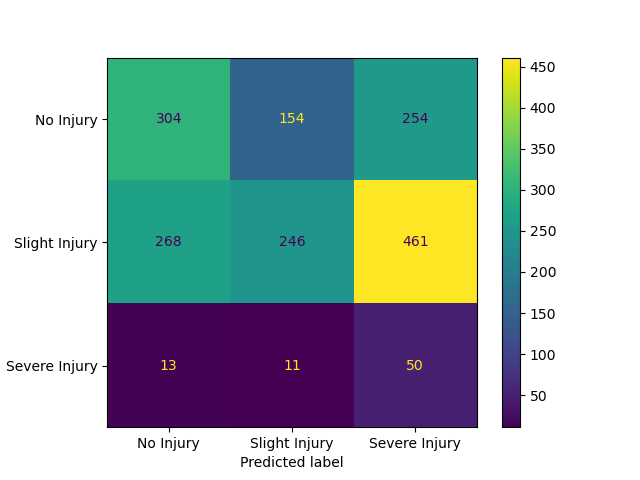 No Injury 304 154 254
Slight Injury 268 246 461
Severe Injury 13 11 50
No Injury Slight Injury Severe Injury
Predicted label
450
400
350
300
250
200
150
100
50